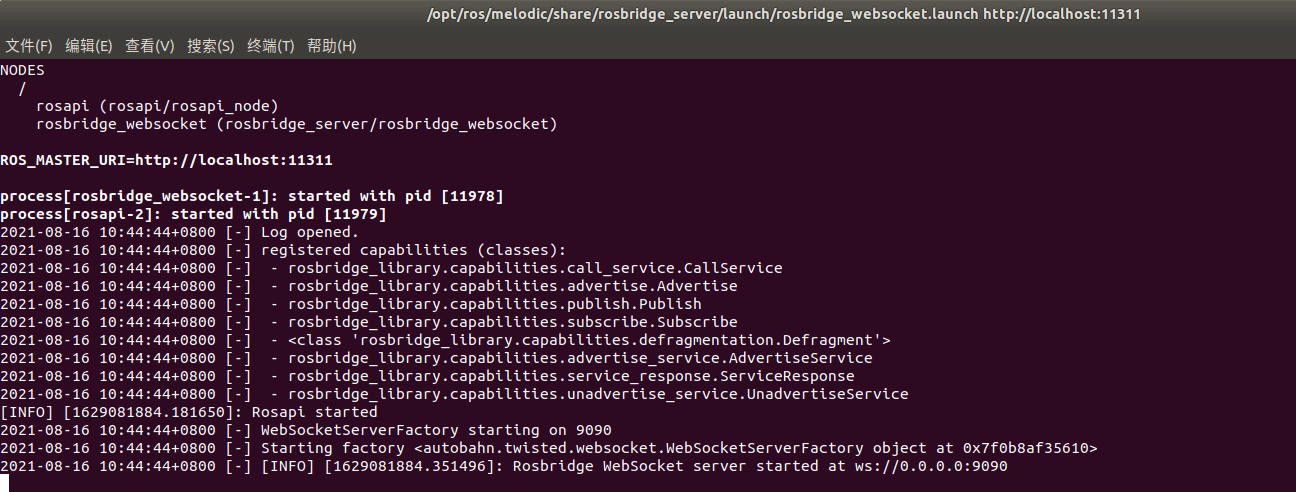 /opt/ros/melodic/share/rosbridge_server/launch/rosbridge_websocket.launch http://localhost:11311
文件(F) 编辑(E) 查看(V) 搜索(S) 终端(T) 帮助(H)
NODES
  /
    rosapi (rosapi/rosapi_node)
    rosbridge_websocket (rosbridge_server/rosbridge_websocket)
ROS_MASTER_URI=http://localhost:11311
process[rosbridge_websocket-1]: started with pid [11978]
process[rosapi-2]: started with pid [11979]
2021-08-16 10:44:44+0800 [-] Log opened.
2021-08-16 10:44:44+0800 [-] registered capabilities (classes):
2021-08-16 10:44:44+0800 [-]  - rosbridge_library.capabilities.call_service.CallService
2021-08-16 10:44:44+0800 [-]  - rosbridge_library.capabilities.advertise.Advertise
2021-08-16 10:44:44+0800 [-]  - rosbridge_library.capabilities.publish.Publish
2021-08-16 10:44:44+0800 [-]  - rosbridge_library.capabilities.subscribe.Subscribe
2021-08-16 10:44:44+0800 [-]  - <class 'rosbridge_library.capabilities.defragmentation.Defragment'>
2021-08-16 10:44:44+0800 [-]  - rosbridge_library.capabilities.advertise_service.AdvertiseService
2021-08-16 10:44:44+0800 [-]  - rosbridge_library.capabilities.service_response.ServiceResponse
2021-08-16 10:44:44+0800 [-]  - rosbridge_library.capabilities.unadvertise_service.UnadvertiseService
[INFO] [1629081884.181650]: Rosapi started
2021-08-16 10:44:44+0800 [-] WebSocketServerFactory starting on 9090
2021-08-16 10:44:44+0800 [-] Starting factory <autobahn.twisted.websocket.WebSocketServerFactory object at 0x7f0b8af35610>
2021-08-16 10:44:44+0800 [-] [INFO] [1629081884.351496]: Rosbridge WebSocket server started at ws://0.0.0.0:9090